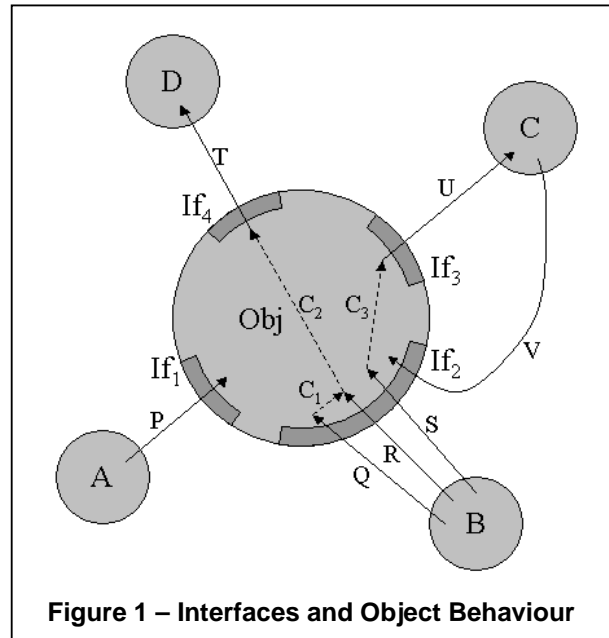 D
C
T
U
If4
If3
Obj
C2
C3
V
If1
If2
C1
P
S
R
A
Q
B
Figure 1 – Interfaces and Object Behaviour